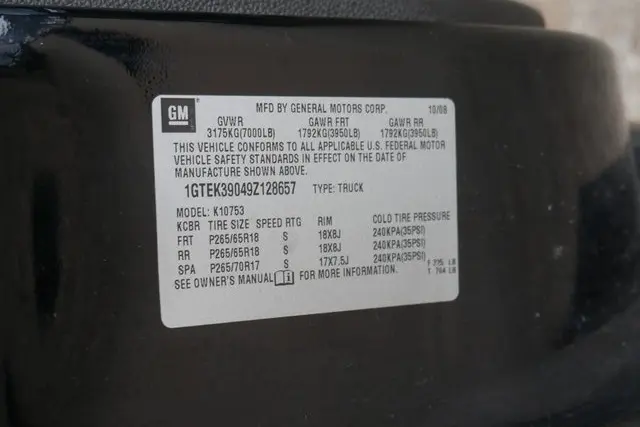 GM
MFD BY GENERAL MOTORS CORP. 10/08
GVWR GAWR FRT GAWR RR
3175KG(7000LB) 1792KG(3950LB) 1792KG(3950LB)
THIS VEHICLE CONFORMS TO ALL APPLICABLE U.S. FEDERAL MOTOR
VEHICLE SAFETY STANDARDS IN EFFECT ON THE DATE OF
MANUFACTURE SHOWN ABOVE.
1GTEK39049Z128657 TYPE: TRUCK
MODEL: K10753
KCBR TIRE SIZE SPEED RTG RIM COLD TIRE PRESSURE
FRT P265/65R18 S 18X8J 240KPA(35PSI)
RR P265/65R18 S 18X8J 240KPA(35PSI)
SPA P265/70R17 S 17X7.5J 240KPA(35PSI)
SEE OWNER'S MANUAL i FOR MORE INFORMATION.
LB
T 764 LB